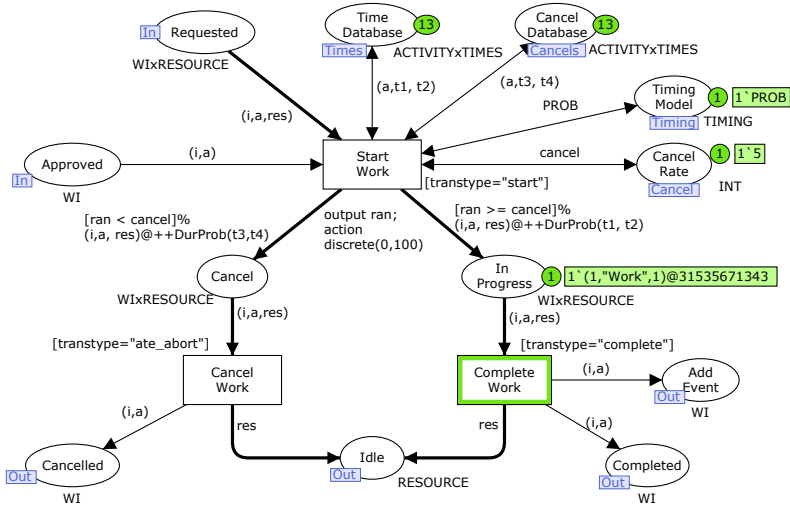 In
Requested
WIxRESOURCE
Time
Database
13
Times
ACTIVITYxTIMES
Cancel
Database
13
Cancels
ACTIVITYxTIMES
(a,t1, t2)
(a,t3, t4)
Timing
Model
1
1`PROB
Timing
TIMING
PROB
(i,a,res)
Approved
In
WI
(i,a)
Start
Work
[transtype="start"]
cancel
Cancel
Rate
1
1`5
Cancel
INT
[ran < cancel]%
(i,a, res)@++DurProb(t3,t4)
output ran;
action
discrete(0,100)
[ran >= cancel]%
(i,a, res)@++DurProb(t1, t2)
Cancel
WIxRESOURCE
In
Progress
1
1`(1,"Work",1)@31535671343
WIxRESOURCE
(i,a,res)
(i,a,res)
[transtype="ate_abort"]
[transtype="complete"]
Cancel
Work
Complete
Work
(i,a)
Add
Event
Out
WI
(i,a)
res
res
(i,a)
Cancelled
Out
WI
Idle
Out
RESOURCE
Completed
Out
WI